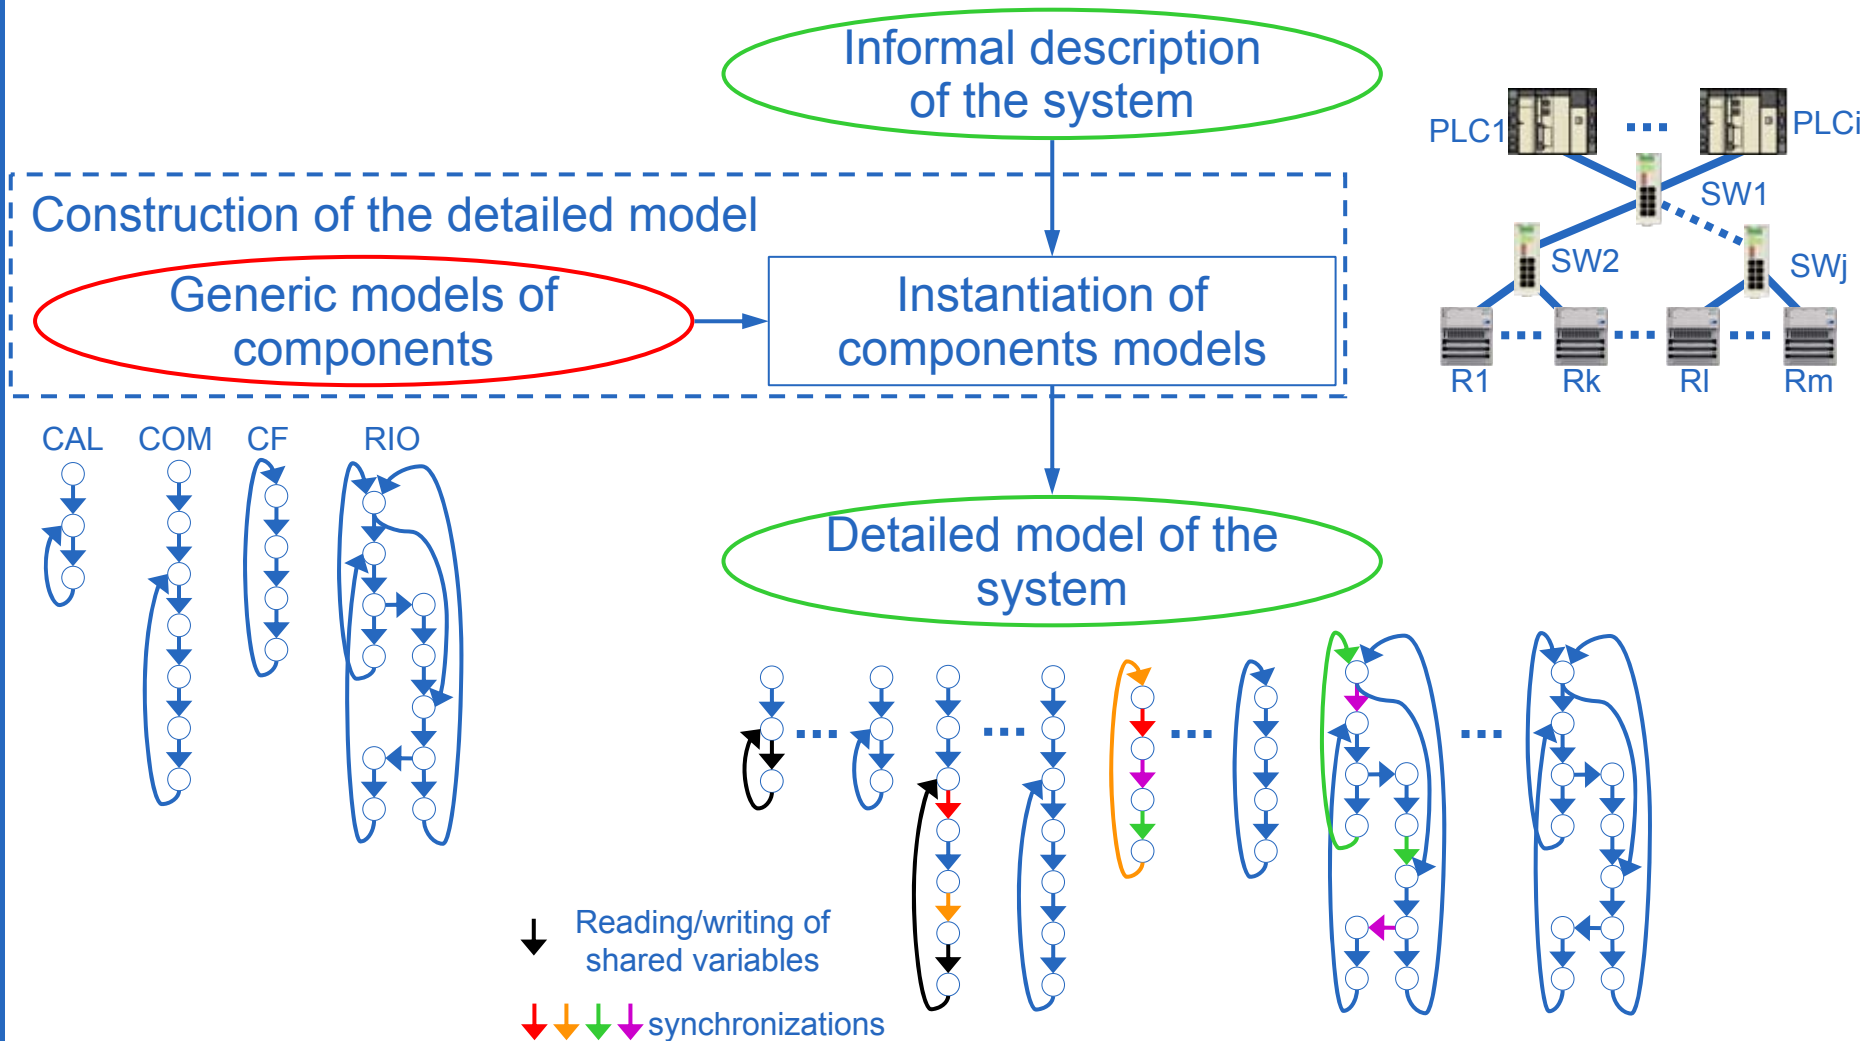 Informal description
of the system
PLC1
PLCi
SW1
SW2
SWj
R1
Rk
Rl
Rm
Construction of the detailed model
Generic models of
components
Instantiation of
components models
CAL
COM
CF
RIO
Detailed model of the
system
Reading/writing of
shared variables
synchronizations